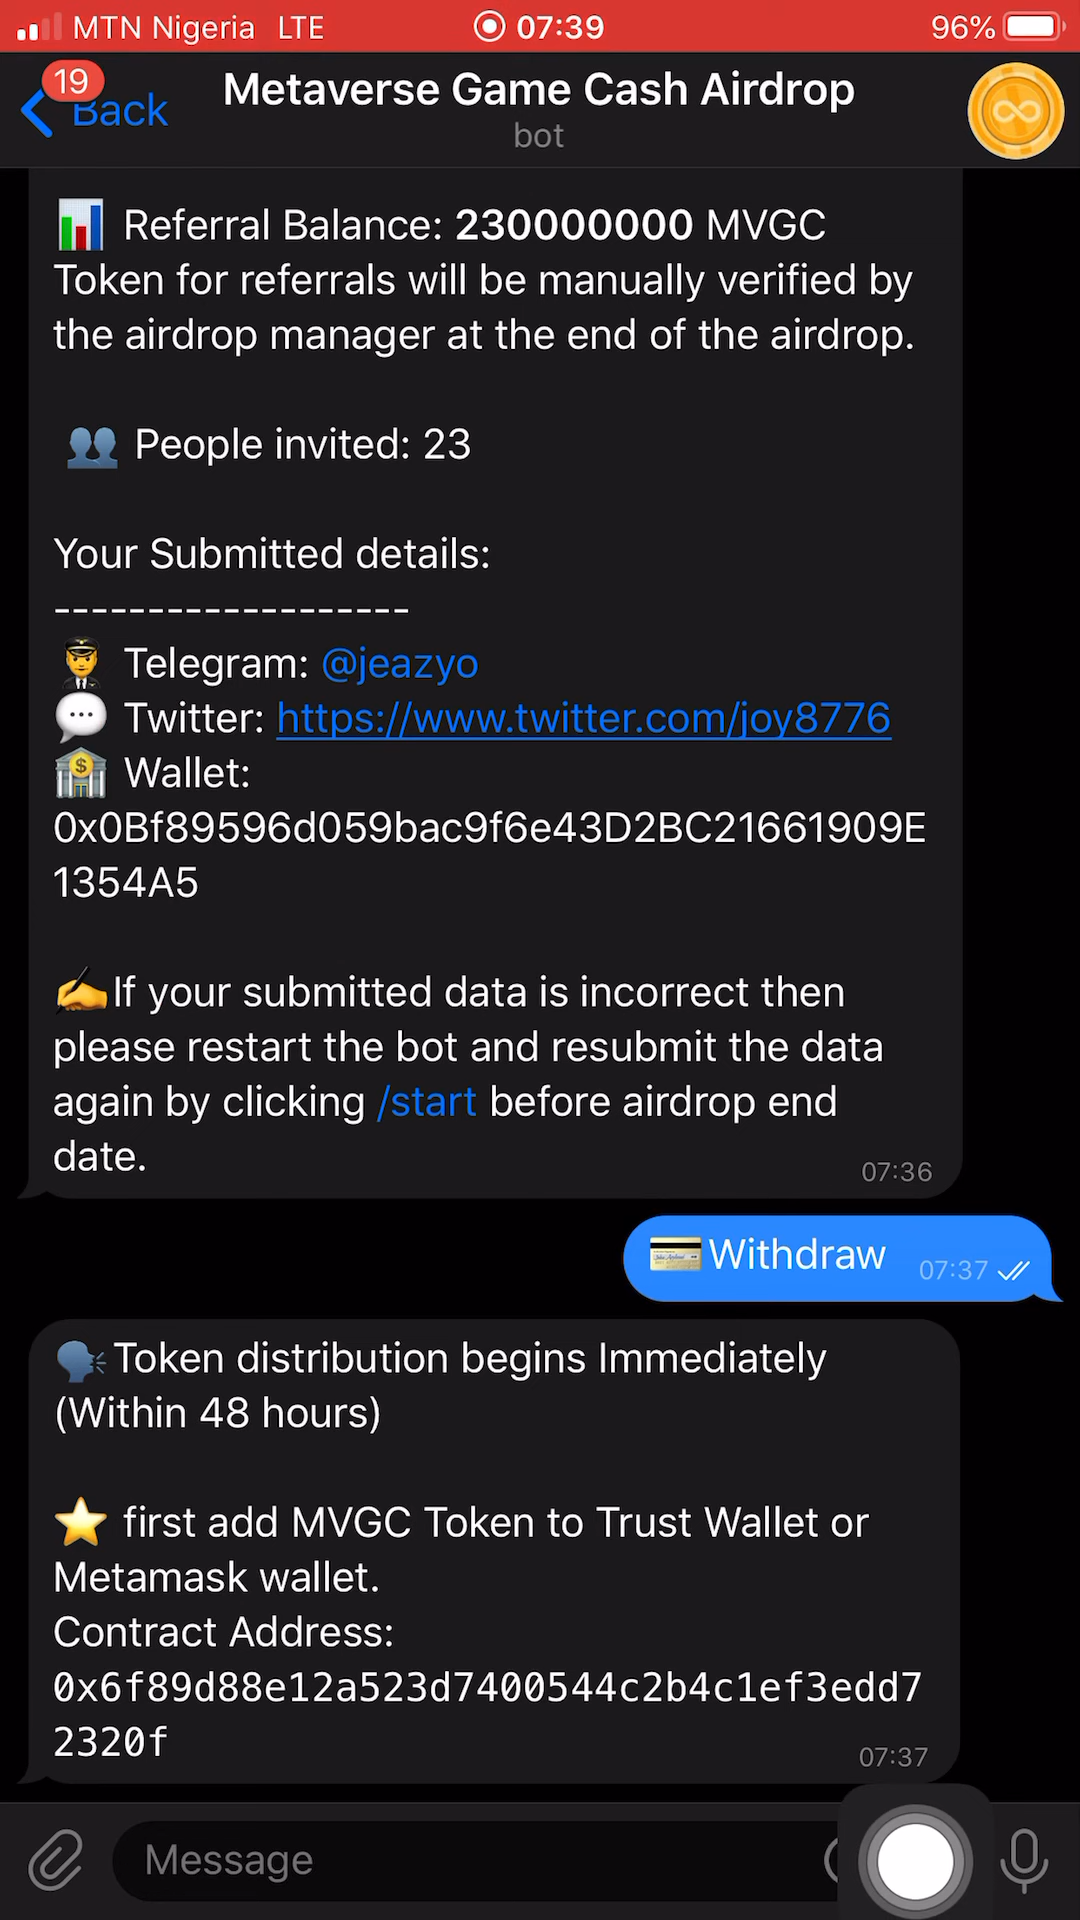 MTN Nigeria LTE 07:39 96%
19
Back
Metaverse Game Cash Airdrop
bot
Referral Balance: 230000000 MVGC
Token for referrals will be manually verified by
the airdrop manager at the end of the airdrop.
People invited: 23
Your Submitted details:
-------------------
Telegram: @jeazyo
Twitter: https://www.twitter.com/joy8776
Wallet:
0x0Bf89596d059bac9f6e43D2BC21661909E
1354A5
If your submitted data is incorrect then
please restart the bot and resubmit the data
again by clicking /start before airdrop end
date.
07:36
Withdraw 07:37
Token distribution begins Immediately
(Within 48 hours)
first add MVGC Token to Trust Wallet or
Metamask wallet.
Contract Address:
0x6f89d88e12a523d7400544c2b4c1ef3edd7
2320f
07:37
Message